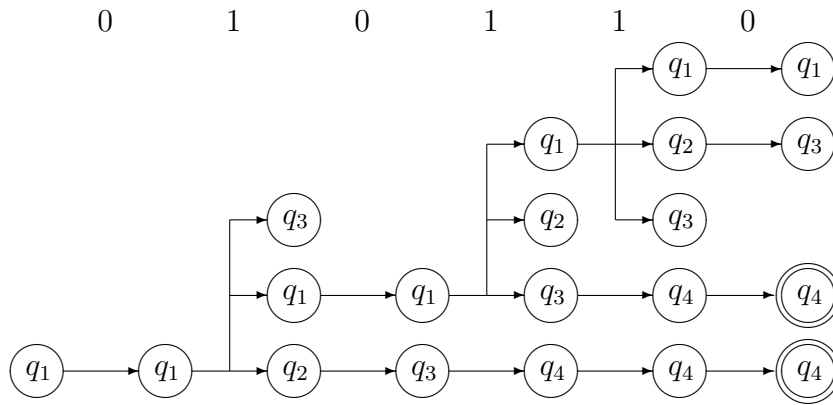 0 1 0 1 1 0
q₁ q₁
q₁ q₂ q₃
q₃ q₂ q₃
q₁ q₁ q₃ q₄ q₄
q₁ q₁ q₂ q₃ q₄ q₄ q₄